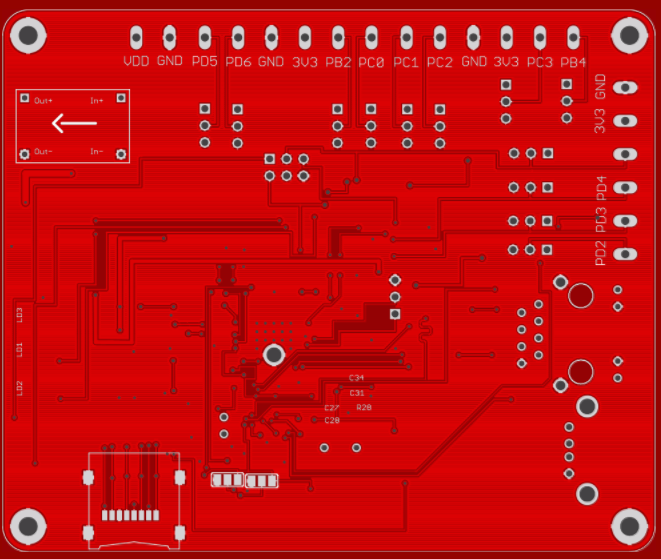 VDD GND PD5 PD6 GND 3V3 PB2 PC0 PC1 PC2 GND 3V3 PC3 PB4
GND
3V3
Out+ In+
Out- In-
PD4
PD3
PD2
LD3
LD1
LD2
C34
C31
C27 R28
C28